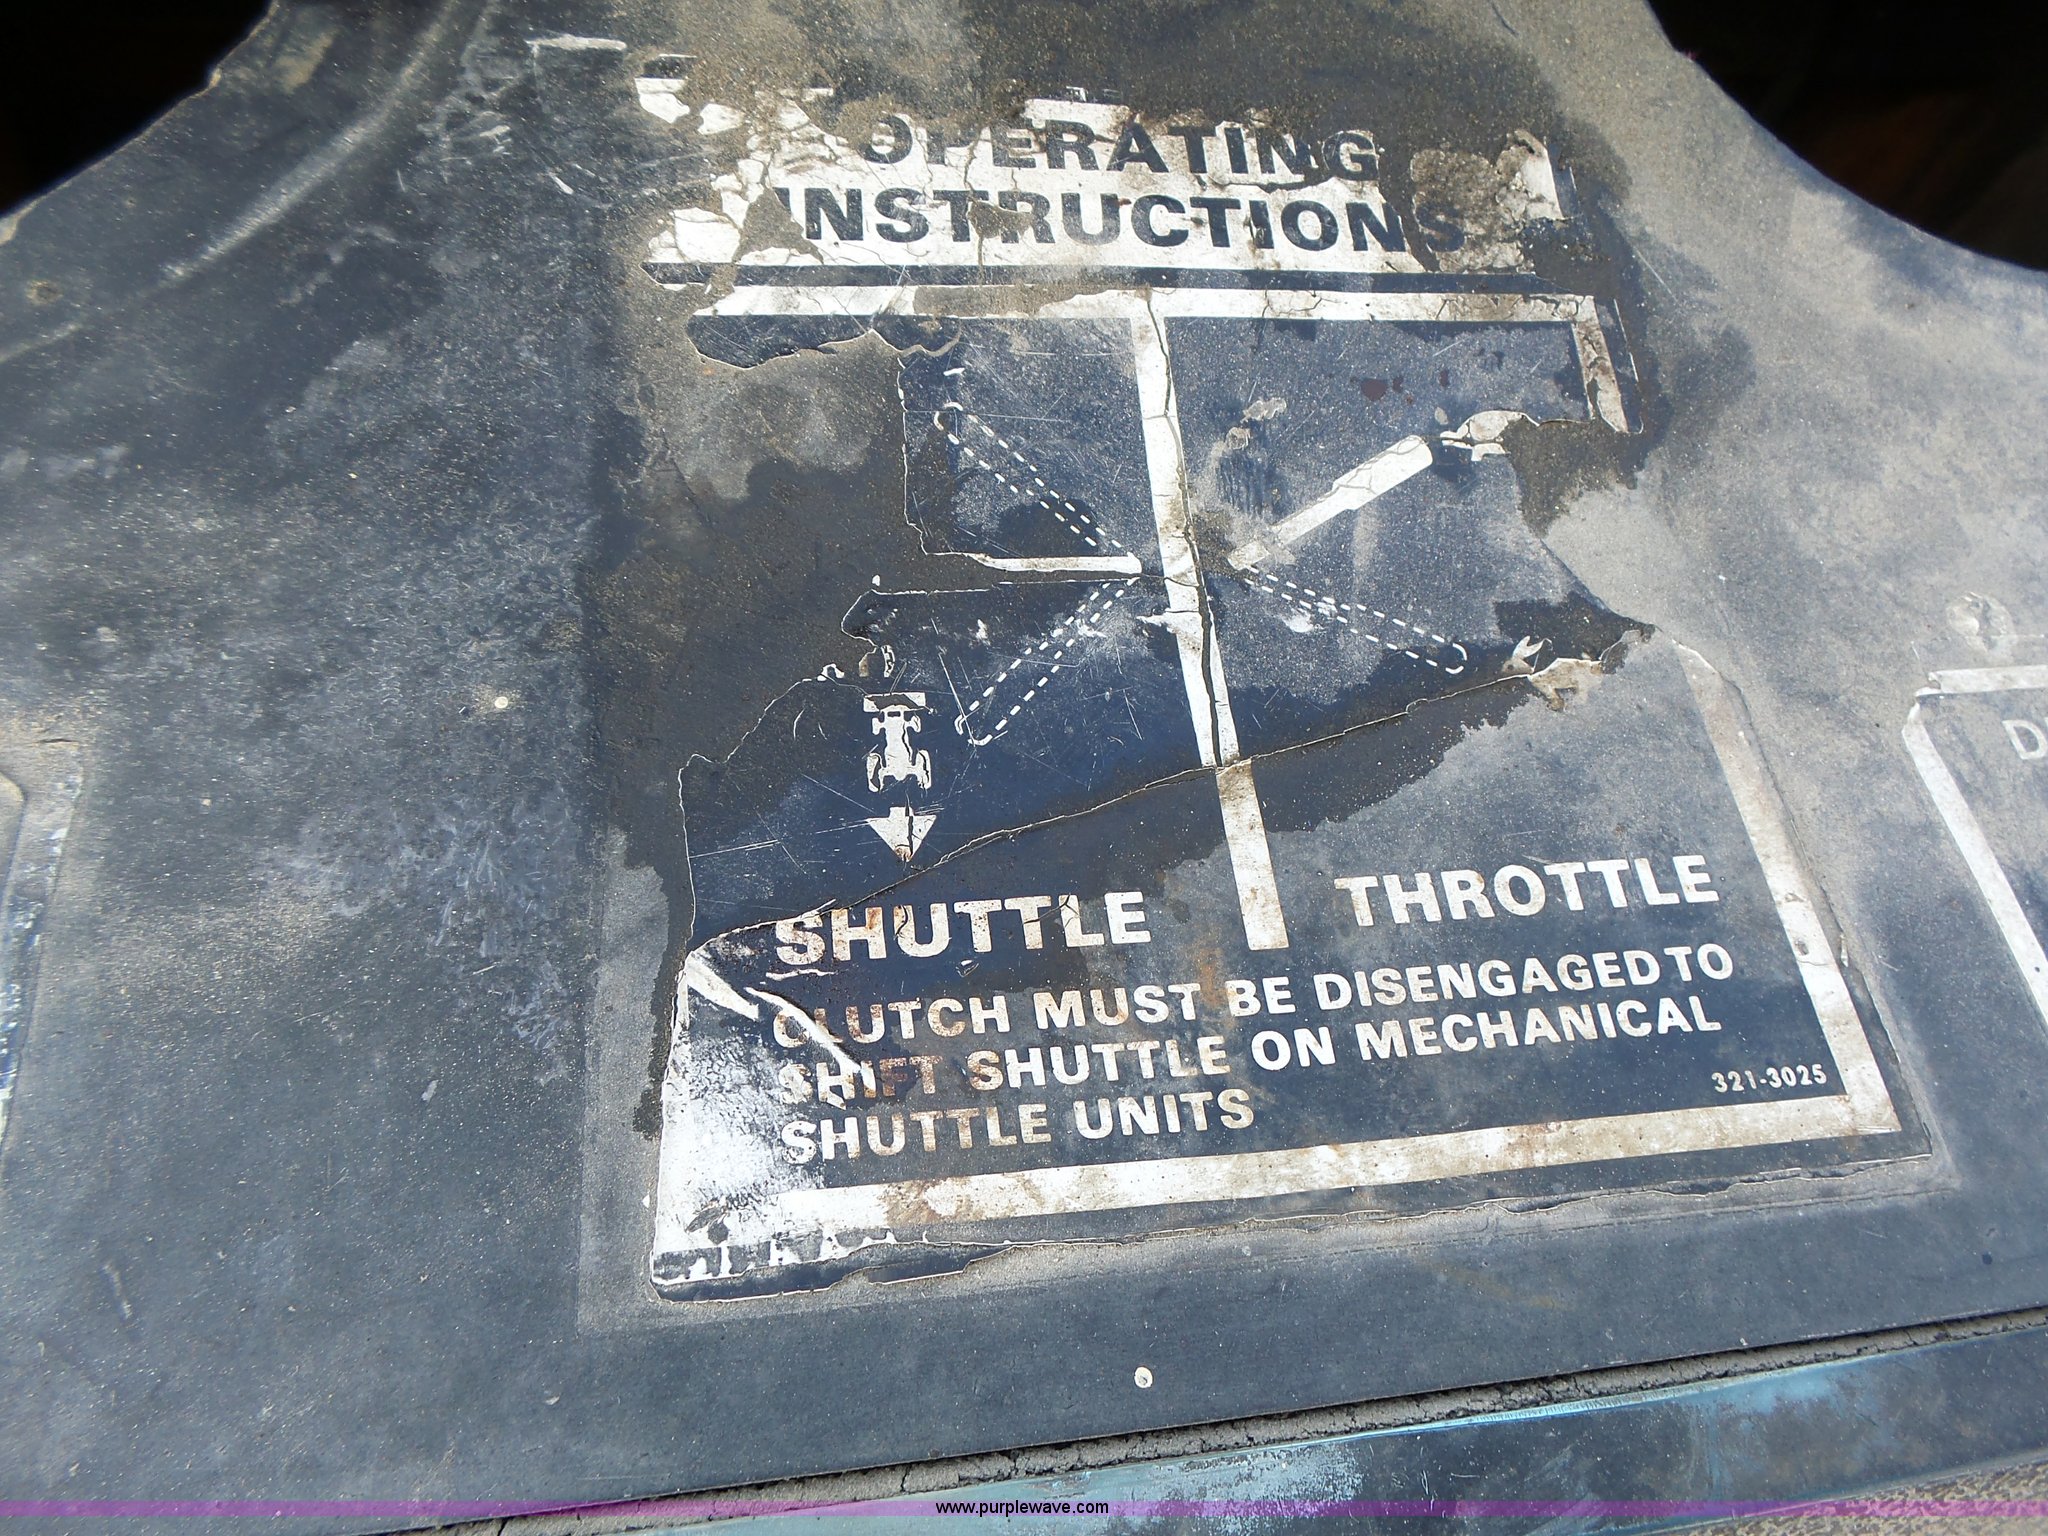 OPERATING
INSTRUCTIONS
SHUTTLE THROTTLE
CLUTCH MUST BE DISENGAGED TO
SHIFT SHUTTLE ON MECHANICAL
SHUTTLE UNITS
321-3025
www.purplewave.com